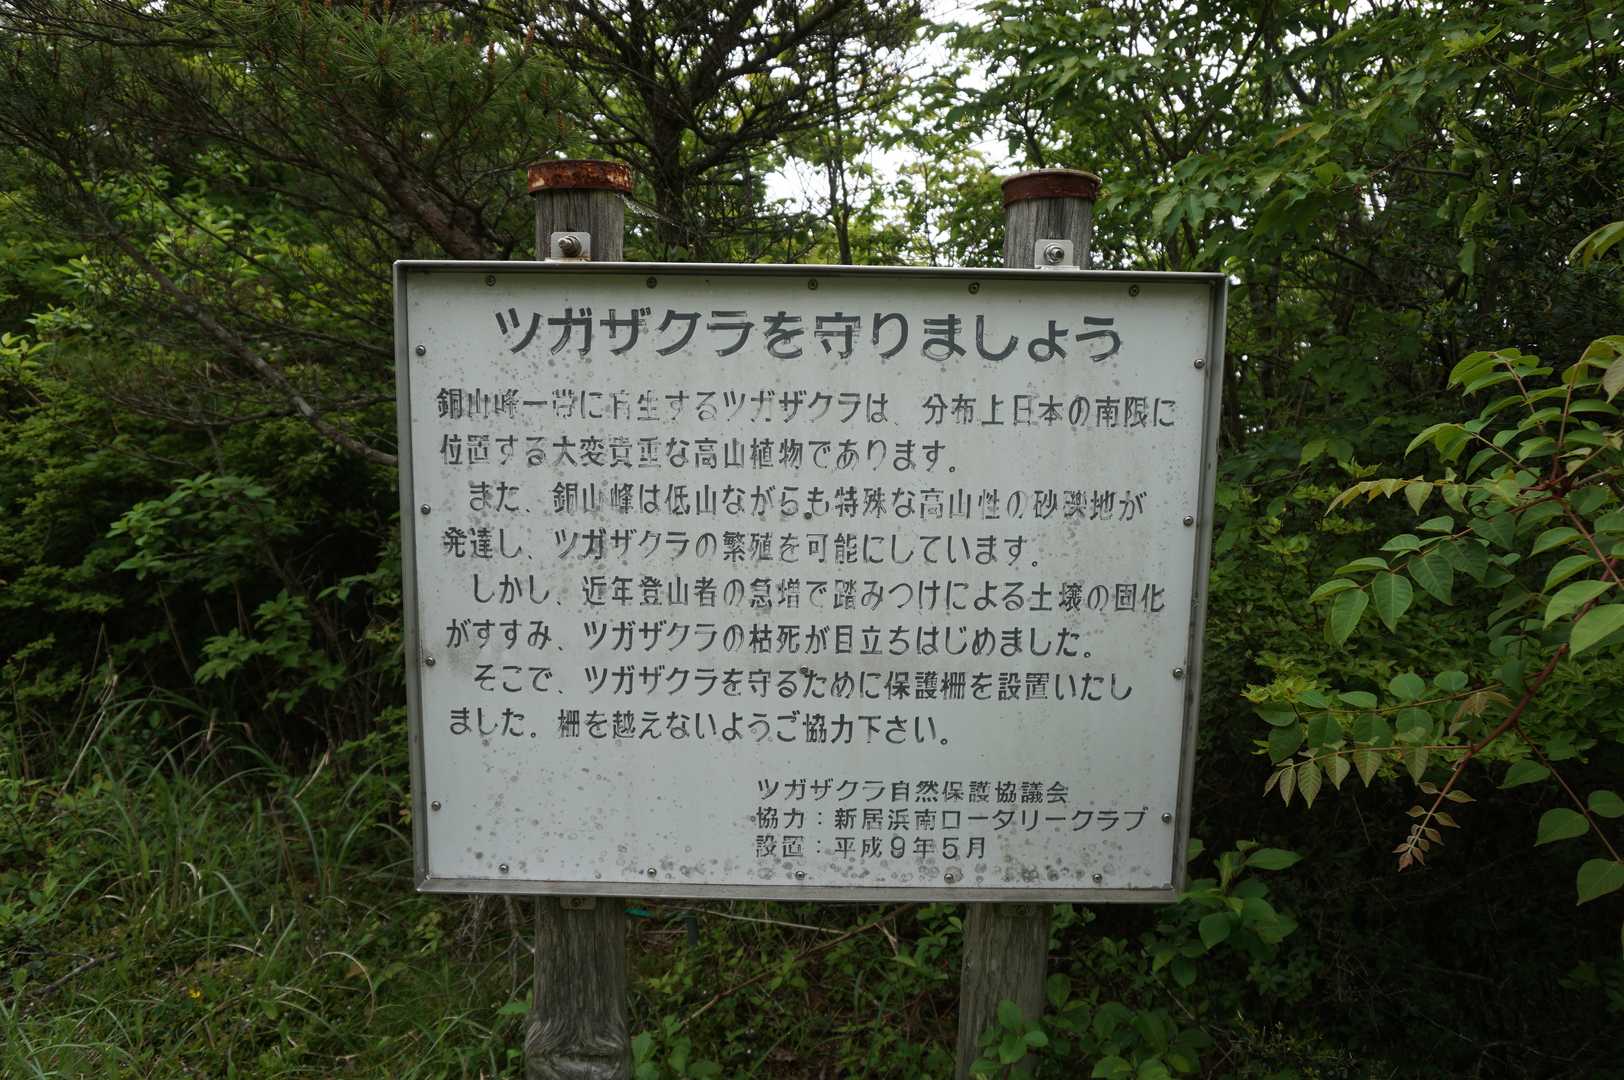 ツガザクラを守りましょう
銅山峰一帯に再生するツガザクラは、分布上日本の南限に
位置する大変貴重な高山植物であります。
また、銅山峰は低山ながらも特殊な高山性の砂礫地が
発達し、ツガザクラの繁殖を可能にしています。
しかし、近年登山者の急増で踏みつけによる土壌の固化
がすすみ、ツガザクラの枯死が目立ちはじめました。
そこで、ツガザクラを守るために保護柵を設置いたし
ました。柵を越えないようご協力下さい。
ツガザクラ自然保護協議会
協力：新居浜南ロータリークラブ
設置：平成9年5月